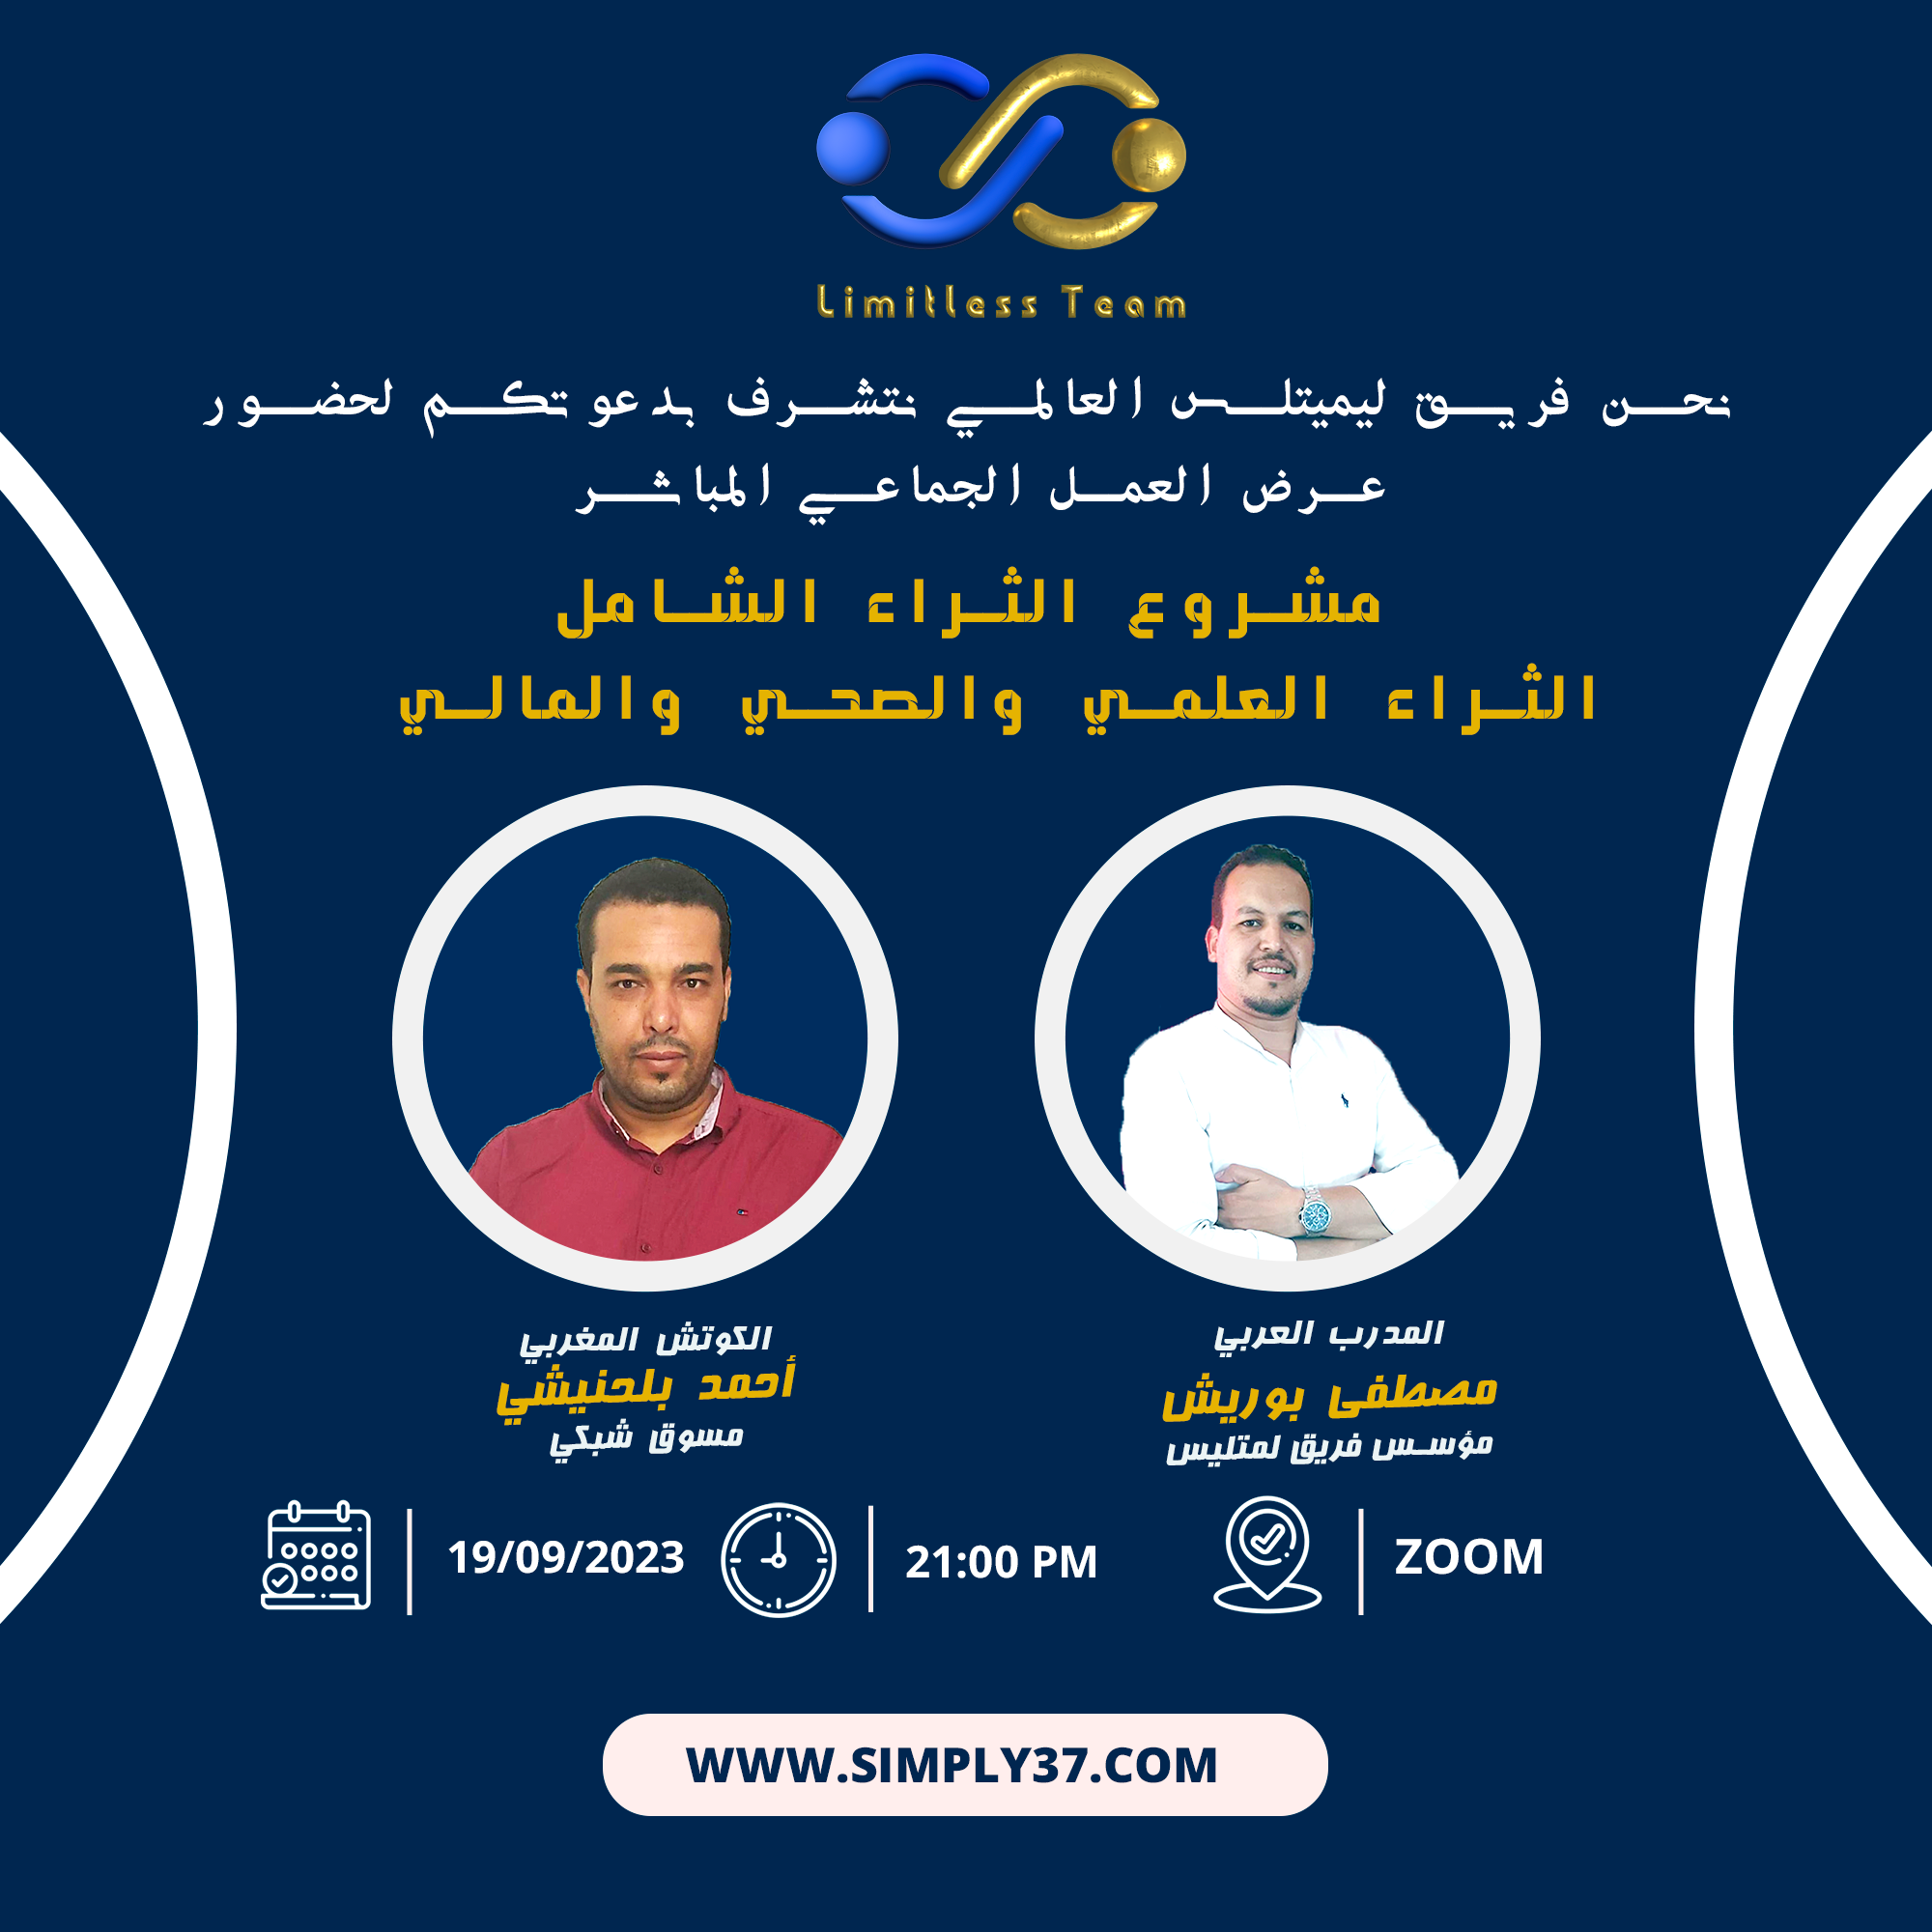 Limitless Team
نحن فريق ليميتلس العالمي نتشرف بدعوتكم لحضور
عرض العمل الجماعي المباشر
مشروع الثراء الشامل
الثراء العلمي والصحي والمالي
المدرب العربي
مصطفى بوريش
مؤسس فريق لمتليس
الكوتش المغربي
أحمد بلحنيشي
مسوق شبكي
19/09/2023
21:00 PM
ZOOM
WWW.SIMPLY37.COM